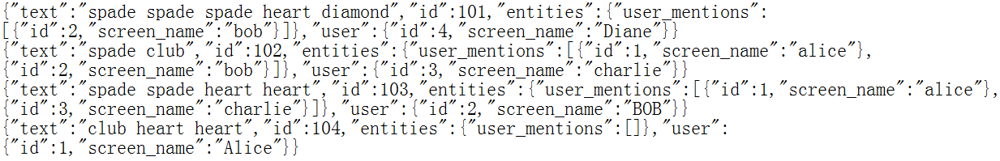 {"text":"spade spade spade heart diamond","id":101,"entities":{"user_mentions":
[{"id":2,"screen_name":"bob"}]},"user":{"id":4,"screen_name":"Diane"}}
{"text":"spade club","id":102,"entities":{"user_mentions":[{"id":1,"screen_name":"alice"},
{"id":2,"screen_name":"bob"}]},"user":{"id":3,"screen_name":"charlie"}}
{"text":"spade spade heart heart","id":103,"entities":{"user_mentions":[{"id":1,"screen_name":"alice"},
{"id":3,"screen_name":"charlie"}]},"user":{"id":2,"screen_name":"BOB"}}
{"text":"club heart heart","id":104,"entities":{"user_mentions":[]},"user":
{"id":1,"screen_name":"Alice"}}